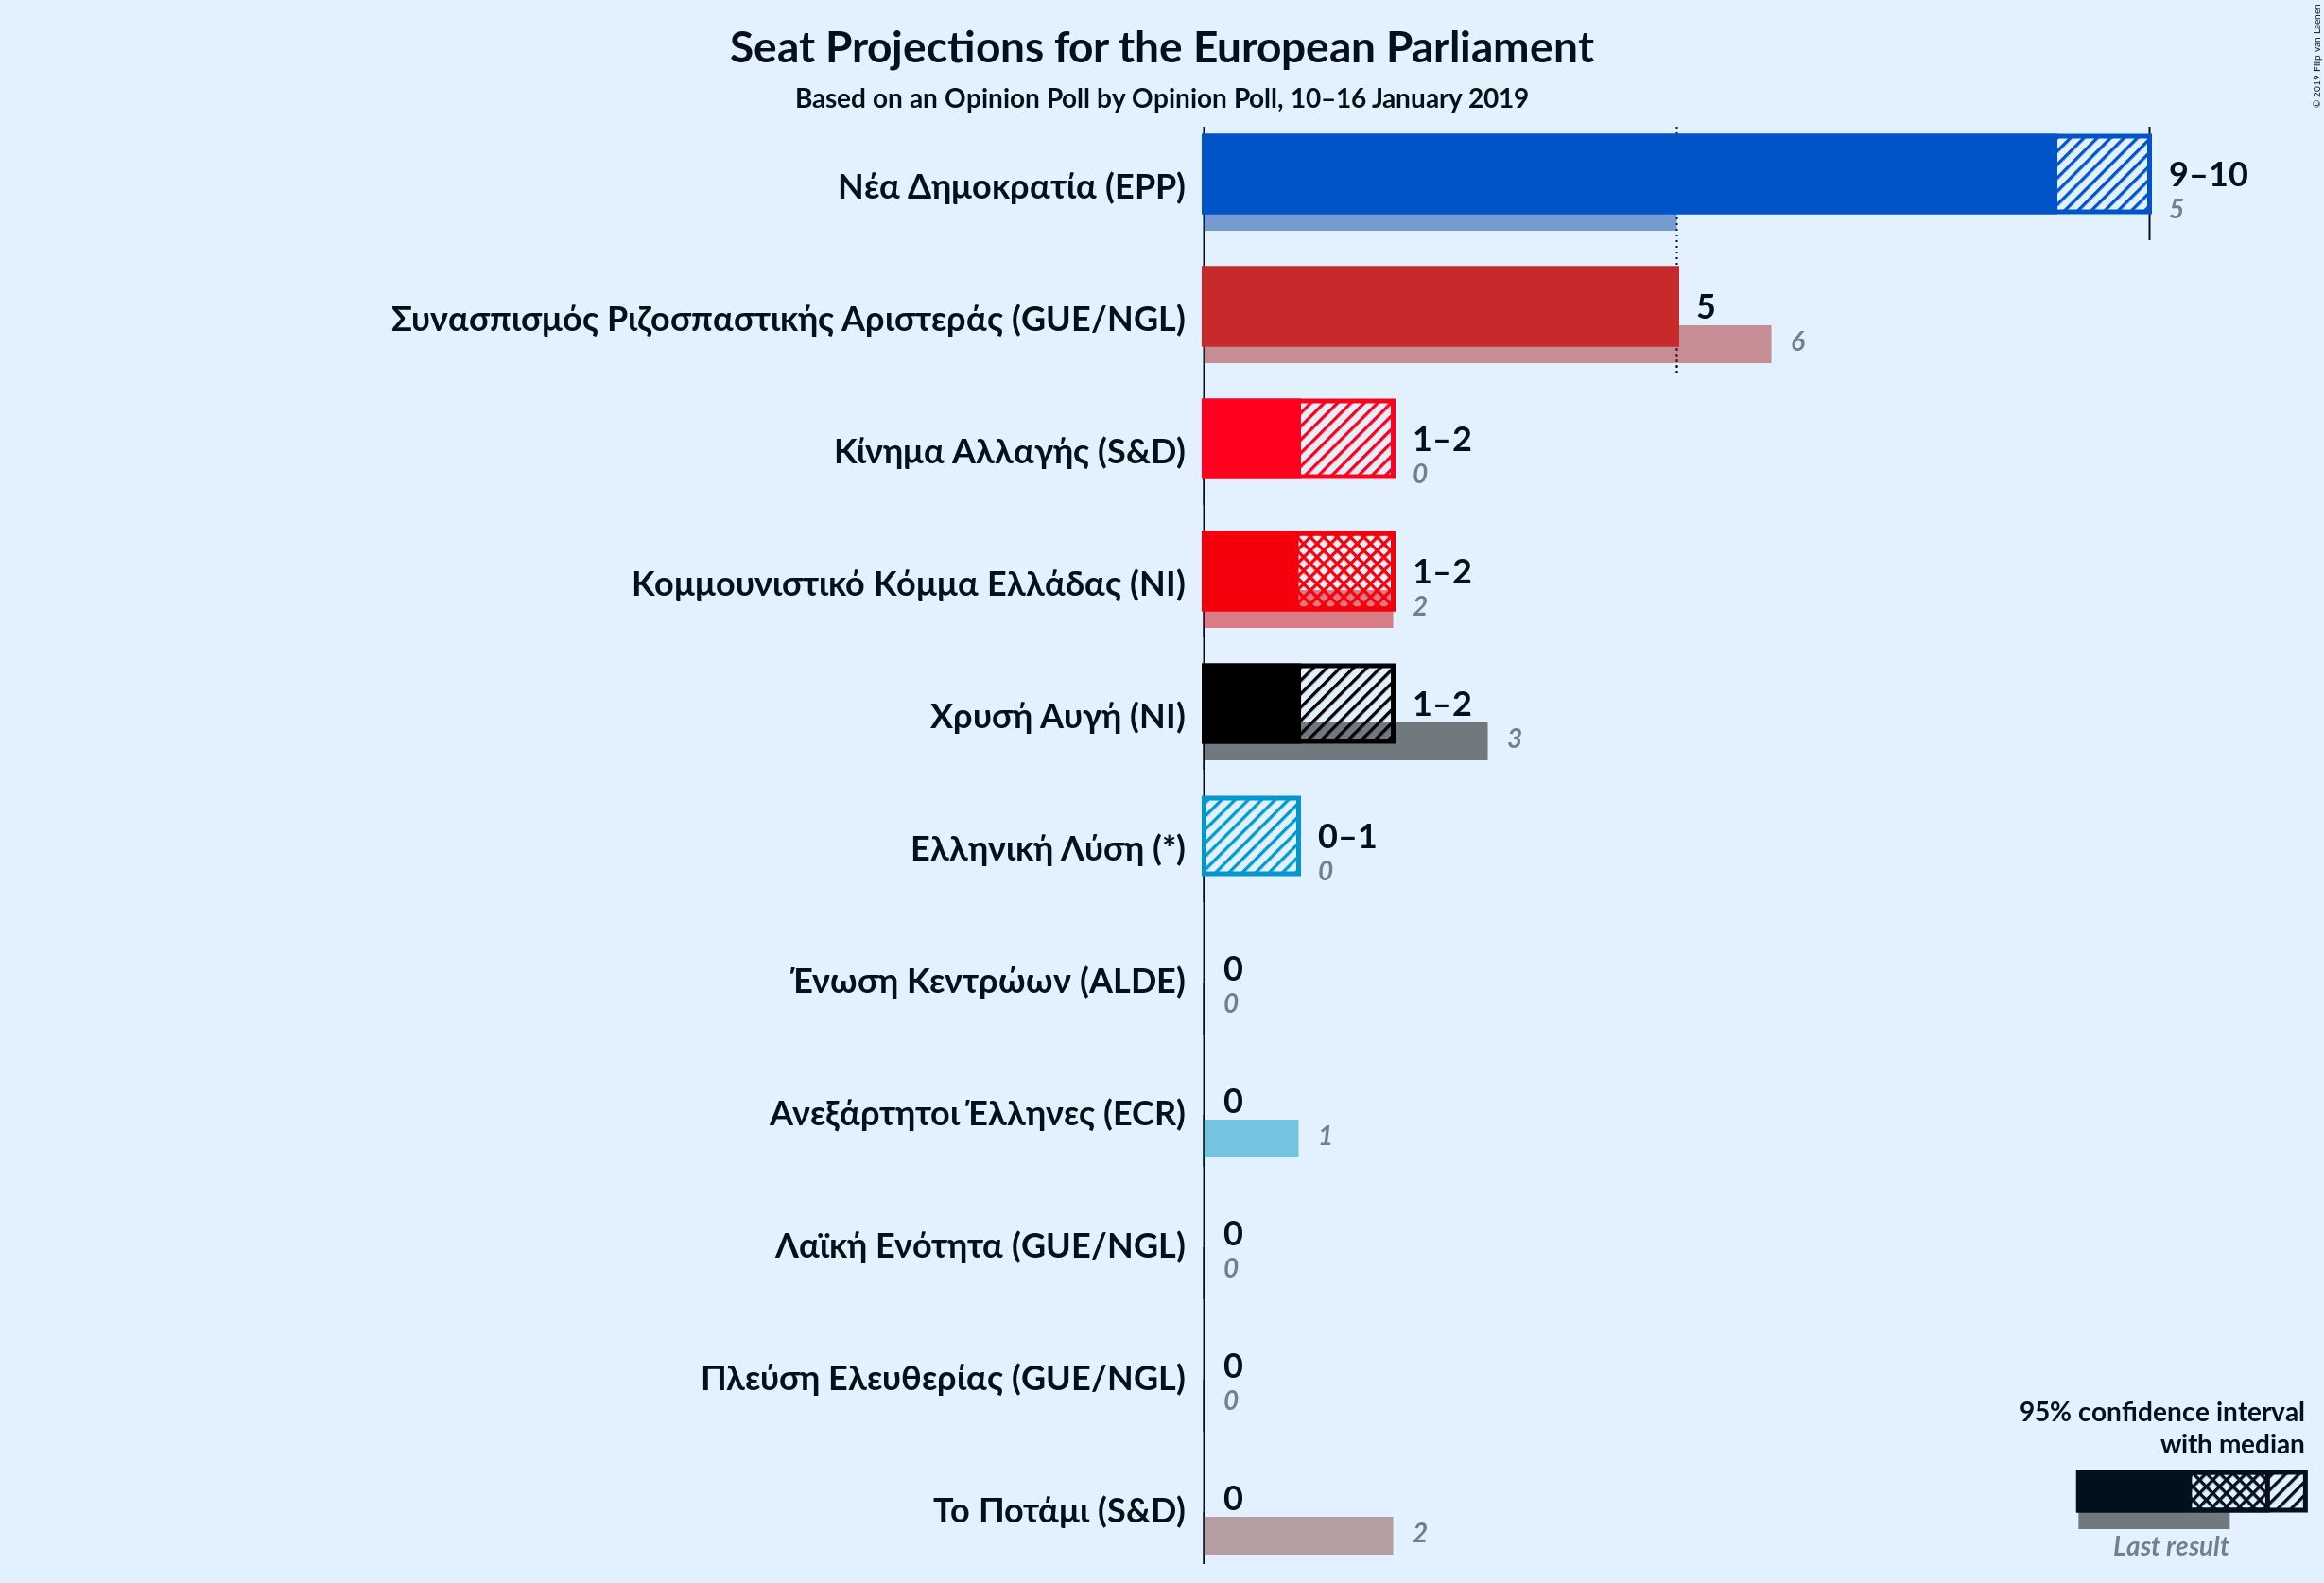 Seat Projections for the European Parliament
Based on an Opinion Poll by Opinion Poll, 10–16 January 2019
© 2019 Filip van Laenen
Νέα Δημοκρατία (EPP)
9–10
5
Συνασπισμός Ριζοσπαστικής Αριστεράς (GUE/NGL)
5
6
Κίνημα Αλλαγής (S&D)
1–2
0
Κομμουνιστικό Κόμμα Ελλάδας (NI)
1–2
2
Χρυσή Αυγή (NI)
1–2
3
Ελληνική Λύση (*)
0–1
0
Ένωση Κεντρώων (ALDE)
0
0
Ανεξάρτητοι Έλληνες (ECR)
0
1
Λαϊκή Ενότητα (GUE/NGL)
0
0
Πλεύση Ελευθερίας (GUE/NGL)
0
0
Το Ποτάμι (S&D)
0
2
95% confidence interval
with median
Last result